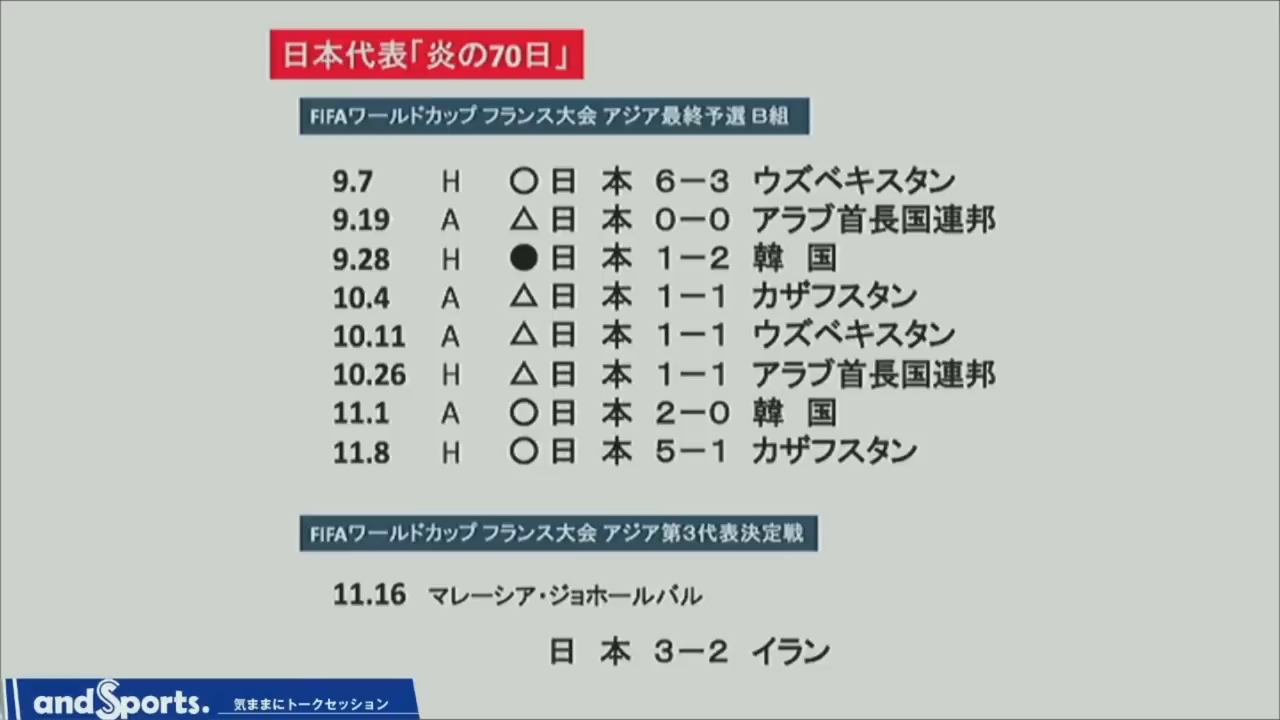 日本代表「炎の70日」
FIFAワールドカップ フランス大会 アジア最終予選 B組
9.7 H ○ 日 本 6－3 ウズベキスタン
9.19 A △ 日 本 0－0 アラブ首長国連邦
9.28 H ● 日 本 1－2 韓 国
10.4 A △ 日 本 1－1 カザフスタン
10.11 A △ 日 本 1－1 ウズベキスタン
10.26 H △ 日 本 1－1 アラブ首長国連邦
11.1 A ○ 日 本 2－0 韓 国
11.8 H ○ 日 本 5－1 カザフスタン
FIFAワールドカップ フランス大会 アジア第3代表決定戦
11.16 マレーシア・ジョホールバル
日 本 3－2 イラン
andSports. 気ままにトークセッション